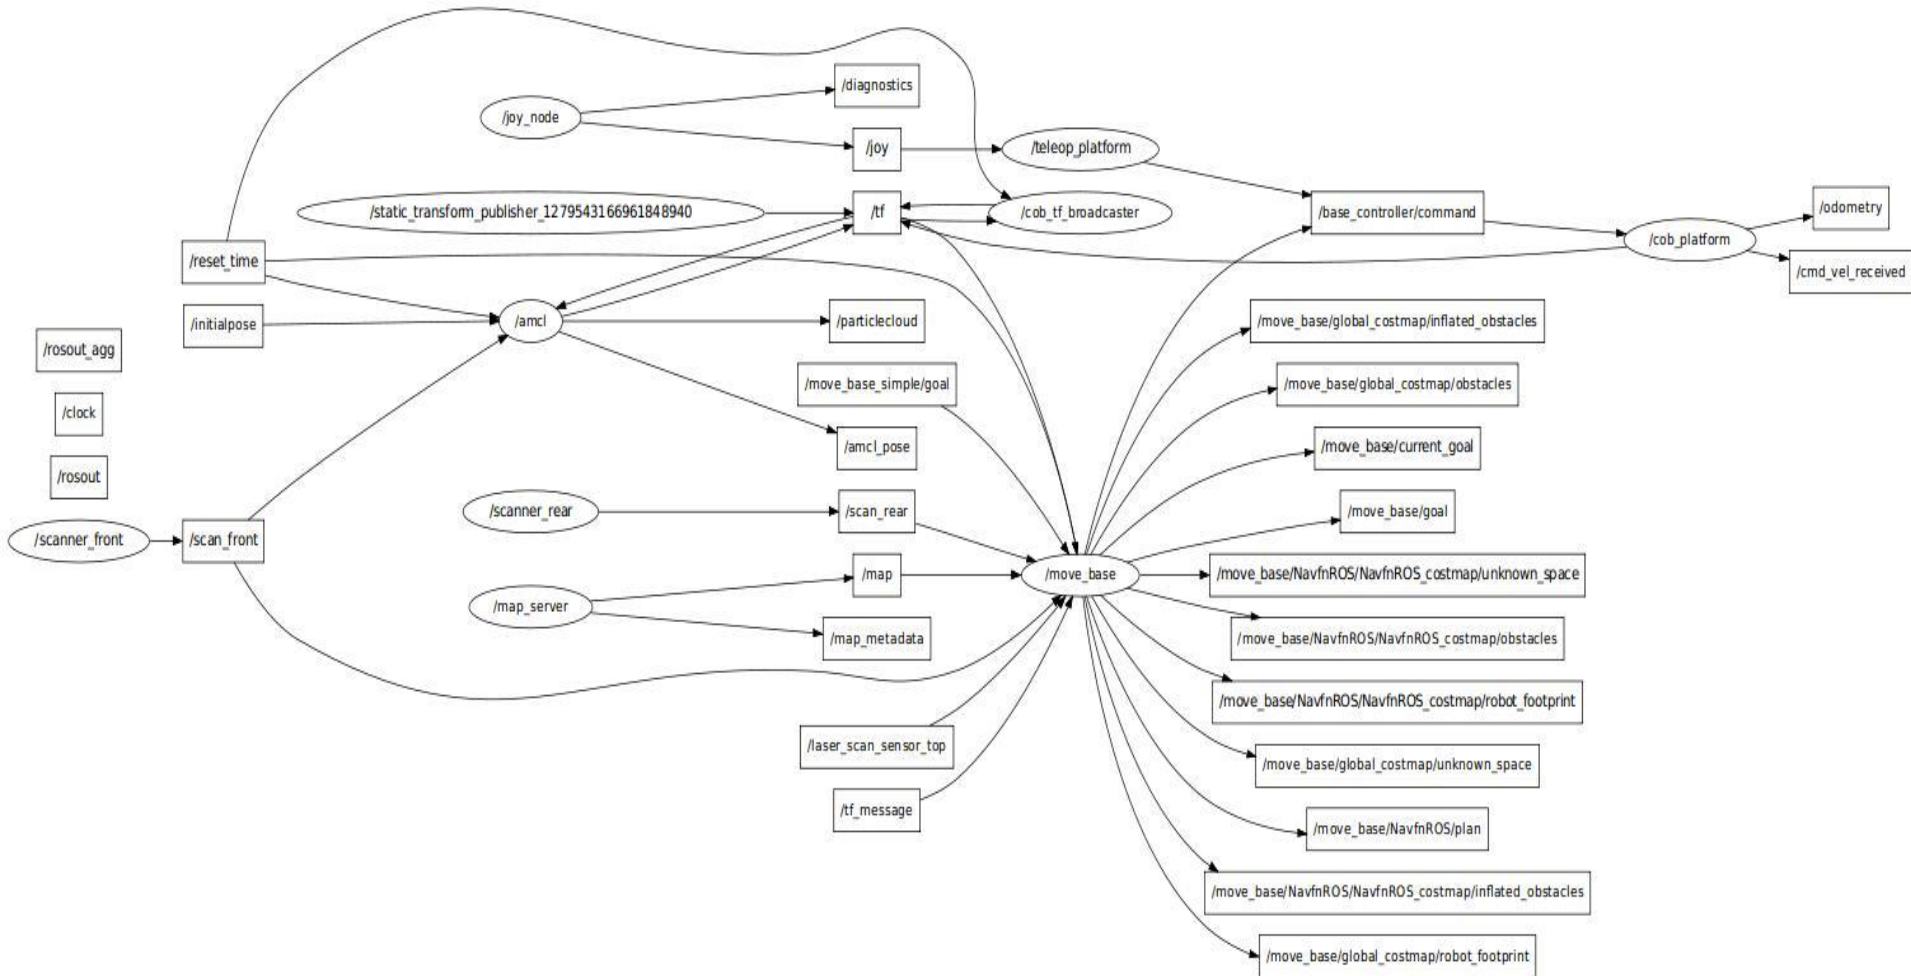 /diagnostics
/joy_node
/joy
/teleop_platform
/static_transform_publisher_1279543166961848940
/tf
/cob_tf_broadcaster
/base_controller/command
/odometry
/cob_platform
/reset_time
/cmd_vel_received
/initialpose
/amcl
/particlecloud
/move_base/global_costmap/inflated_obstacles
/rosout_agg
/move_base_simple/goal
/move_base/global_costmap/obstacles
/clock
/amcl_pose
/move_base/current_goal
/rosout
/scanner_rear
/scan_rear
/move_base/goal
/scanner_front
/scan_front
/map
/move_base
/move_base/NavfnROS/NavfnROS_costmap/unknown_space
/map_server
/map_metadata
/move_base/NavfnROS/NavfnROS_costmap/obstacles
/move_base/NavfnROS/NavfnROS_costmap/robot_footprint
/laser_scan_sensor_top
/move_base/global_costmap/unknown_space
/tf_message
/move_base/NavfnROS/plan
/move_base/NavfnROS/NavfnROS_costmap/inflated_obstacles
/move_base/global_costmap/robot_footprint